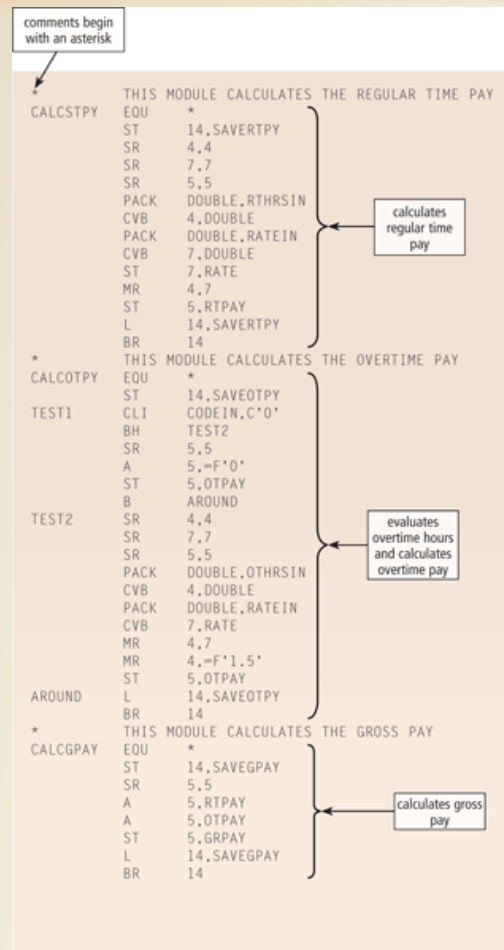 comments begin
with an asterisk
* THIS MODULE CALCULATES THE REGULAR TIME PAY
CALCSTPY EQU *
ST 14,SAVERTPY
SR 4,4
SR 7,7
SR 5,5
PACK DOUBLE,RTHRSIN
CVB 4,DOUBLE
PACK DOUBLE,RATEIN
CVB 7,DOUBLE
ST 7,RATE
MR 4,7
ST 5,RTPAY
L 14,SAVERTPY
BR 14
calculates
regular time
pay
* THIS MODULE CALCULATES THE OVERTIME PAY
CALCOTPY EQU *
ST 14,SAVEOTPY
TEST1 CLI CODEIN,C'O'
BH TEST2
SR 5,5
A 5,=F'0'
ST 5,OTPAY
B AROUND
TEST2 SR 4,4
SR 7,7
SR 5,5
PACK DOUBLE,OTHRSIN
CVB 4,DOUBLE
PACK DOUBLE,RATEIN
CVB 7,RATE
MR 4,7
MR 4,=F'1.5'
ST 5,OTPAY
AROUND L 14,SAVEOTPY
BR 14
evaluates
overtime hours
and calculates
overtime pay
* THIS MODULE CALCULATES THE GROSS PAY
CALCGPAY EQU *
ST 14,SAVEGPAY
SR 5,5
A 5,RTPAY
A 5,OTPAY
ST 5,GRPAY
L 14,SAVEGPAY
BR 14
calculates gross
pay